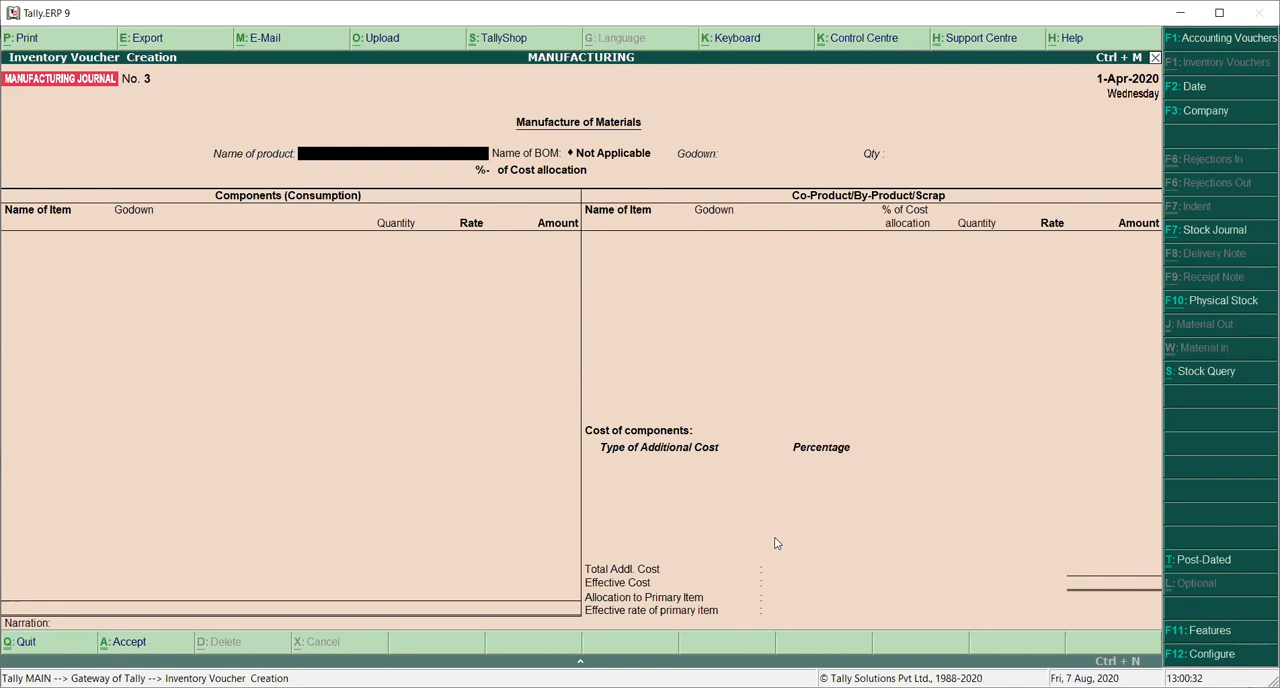 Tally.ERP 9
P: Print E: Export M: E-Mail O: Upload S: TallyShop G: Language K: Keyboard K: Control Centre H: Support Centre H: Help
Inventory Voucher Creation MANUFACTURING Ctrl + M
MANUFACTURING JOURNAL No. 3 1-Apr-2020
Wednesday
Manufacture of Materials
Name of product: Name of BOM: ♦ Not Applicable Godown: Qty :
%- of Cost allocation
Components (Consumption) Co-Product/By-Product/Scrap
Name of Item Godown Name of Item Godown % of Cost
Quantity Rate Amount allocation Quantity Rate Amount
Cost of components:
Type of Additional Cost Percentage
Total Addl. Cost :
Effective Cost :
Allocation to Primary Item :
Effective rate of primary item :
Narration:
Q: Quit A: Accept D: Delete X: Cancel
Ctrl + N
Tally MAIN --> Gateway of Tally --> Inventory Voucher Creation © Tally Solutions Pvt Ltd., 1988-2020 Fri, 7 Aug, 2020 13:00:32
F1: Accounting Vouchers
F1: Inventory Vouchers
F2: Date
F3: Company
F6: Rejections In
F6: Rejections Out
F7: Indent
F7: Stock Journal
F8: Delivery Note
F9: Receipt Note
F10: Physical Stock
J: Material Out
W: Material In
S: Stock Query
T: Post-Dated
L: Optional
F11: Features
F12: Configure